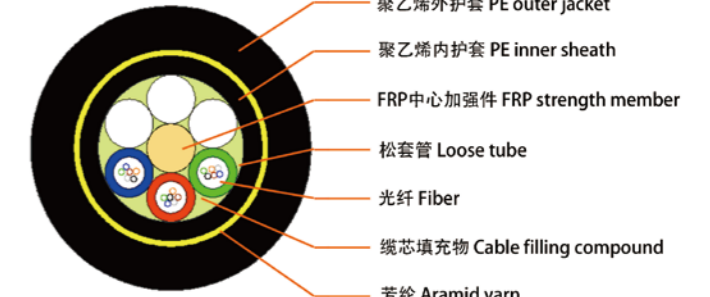 聚乙烯外护套 PE outer jacket
聚乙烯内护套 PE inner sheath
FRP中心加强件 FRP strength member
松套管 Loose tube
光纤 Fiber
缆芯填充物 Cable filling compound
芳纶 Aramid yarn